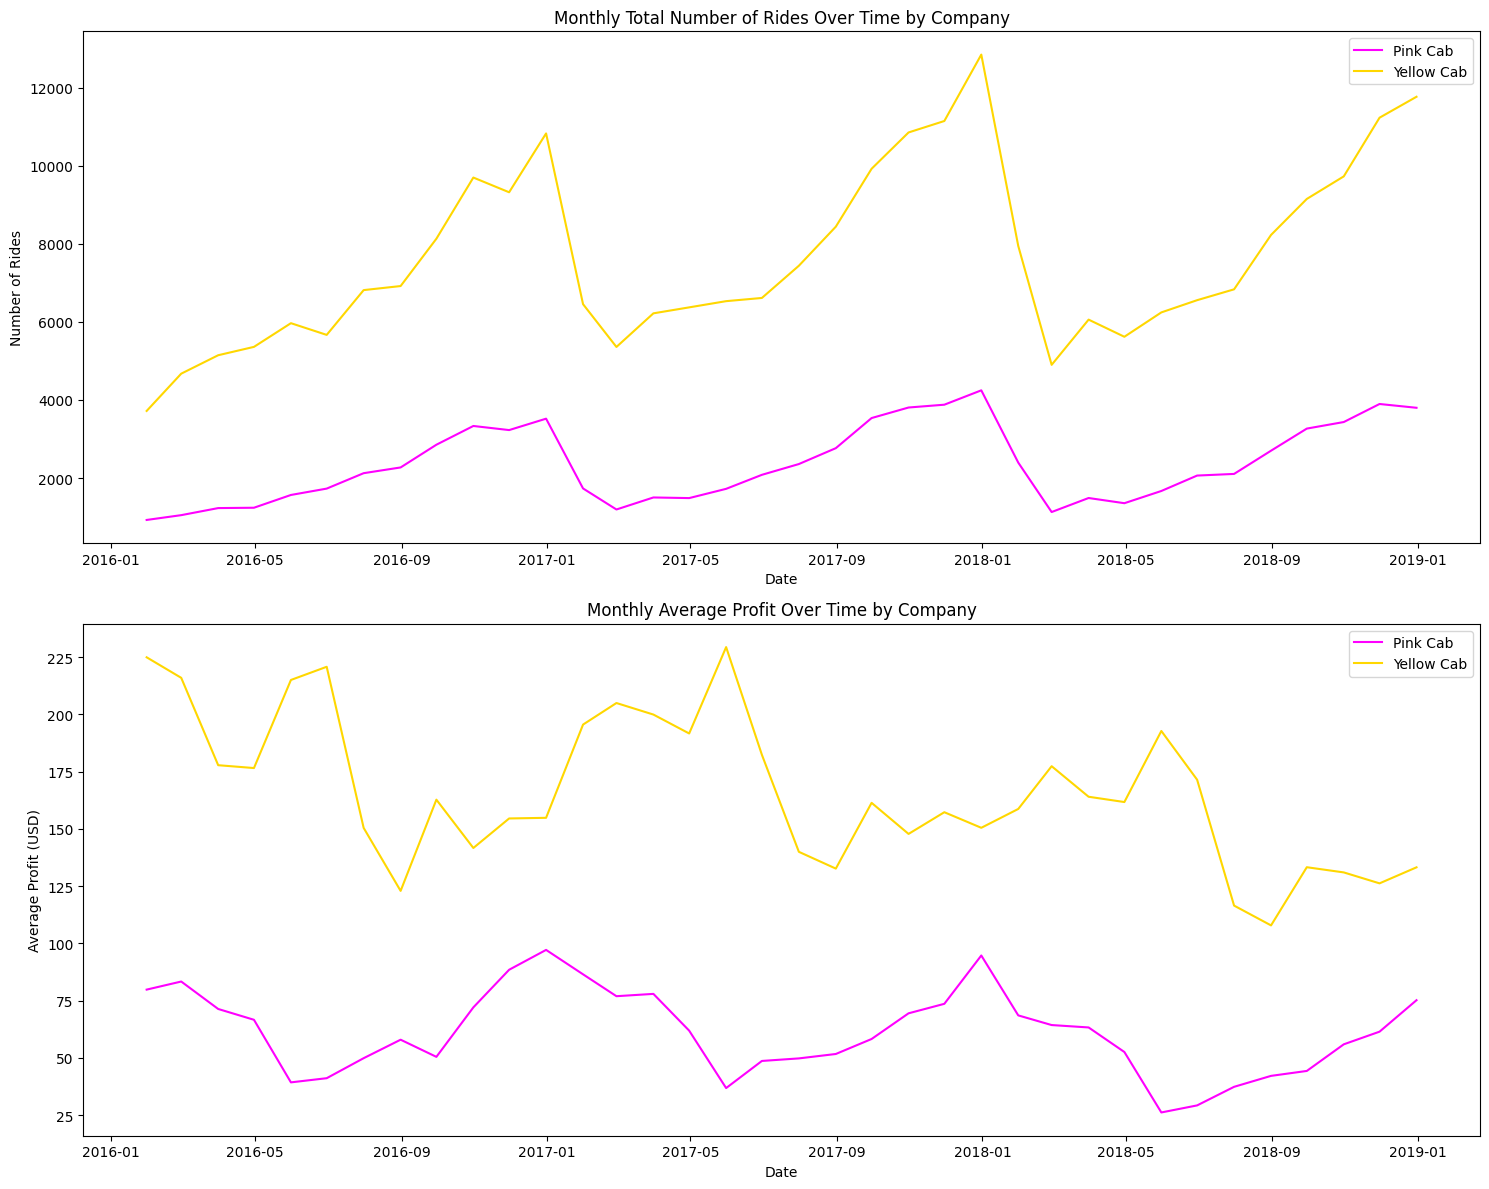 Monthly Total Number of Rides Over Time by Company
Pink Cab
Yellow Cab
12000
10000
8000
6000
4000
2000
Number of Rides
2016-01 2016-05 2016-09 2017-01 2017-05 2017-09 2018-01 2018-05 2018-09 2019-01
Date
Monthly Average Profit Over Time by Company
Pink Cab
Yellow Cab
225
200
175
150
125
100
75
50
25
Average Profit (USD)
2016-01 2016-05 2016-09 2017-01 2017-05 2017-09 2018-01 2018-05 2018-09 2019-01
Date